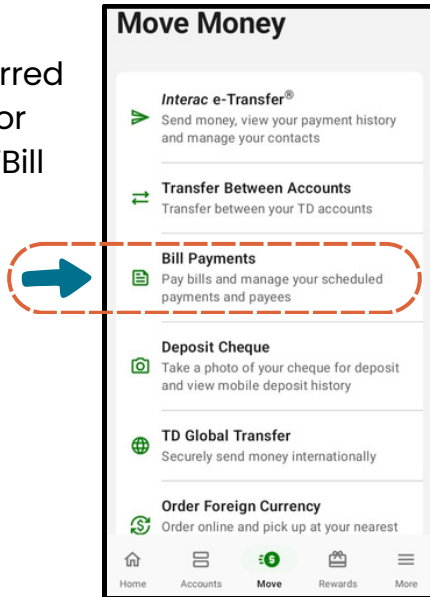 rred
or
Bill
Move Money
Interac e-Transfer®
Send money, view your payment history
and manage your contacts
Transfer Between Accounts
Transfer between your TD accounts
Bill Payments
Pay bills and manage your scheduled
payments and payees
Deposit Cheque
Take a photo of your cheque for deposit
and view mobile deposit history
TD Global Transfer
Securely send money internationally
Order Foreign Currency
Order online and pick up at your nearest
Home Accounts Move Rewards More